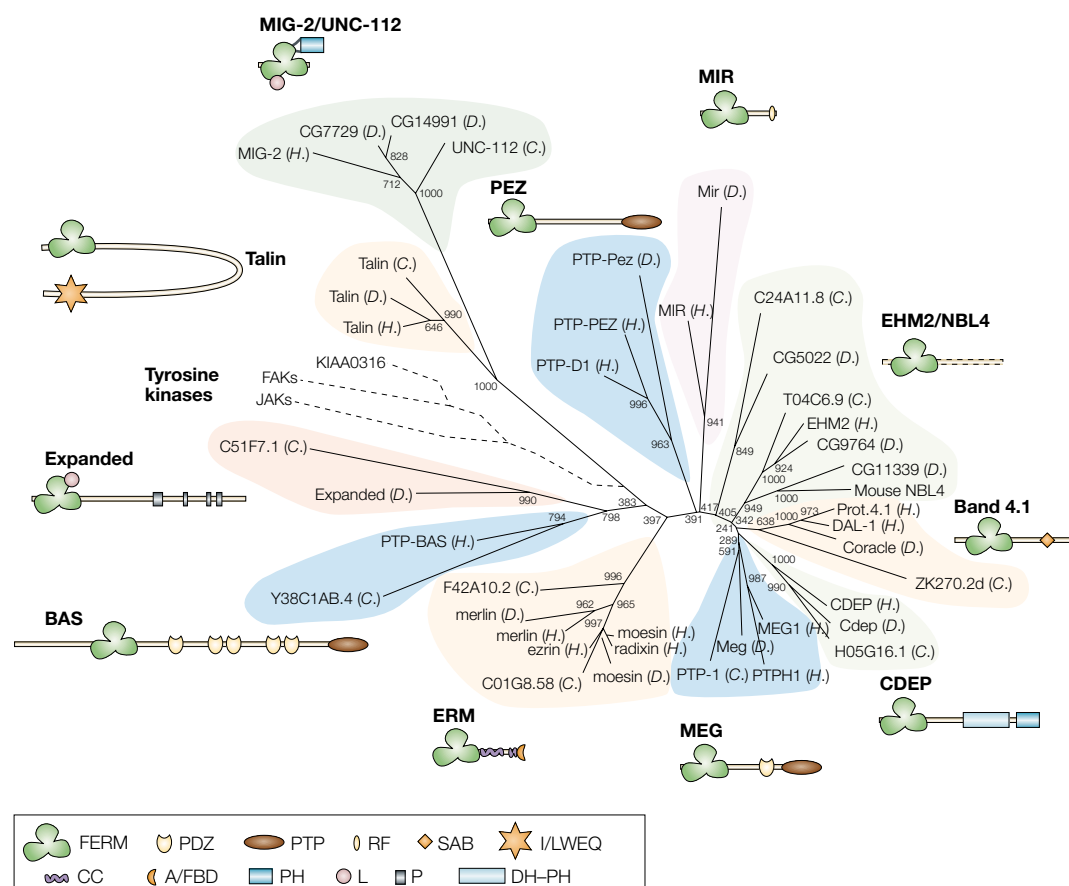 MIG-2/UNC-112
MIR
CG14991 (D.)
CG7729 (D.)
MIG-2 (H.)
UNC-112 (C.)
828
712
1000
PEZ
Mir (D.)
Talin
Talin (C.)
Talin (D.)
Talin (H.)
990
646
PTP-Pez (D.)
C24A11.8 (C.)
MIR (H.)
EHM2/NBL4
PTP-PEZ (H.)
PTP-D1 (H.)
996
963
941
CG5022 (D.)
849
KIAA0316
Tyrosine
kinases
FAKs
JAKs
1000
T04C6.9 (C.)
EHM2 (H.)
CG9764 (D.)
924
1000
CG11339 (D.)
Mouse NBL4
1000
949
C51F7.1 (C.)
Expanded
Expanded (D.)
990
383
798
397
391
417
405
342
241
289
591
638
1000
973
Prot.4.1 (H.)
DAL-1 (H.)
Coracle (D.)
ZK270.2d (C.)
Band 4.1
794
PTP-BAS (H.)
Y38C1AB.4 (C.)
BAS
F42A10.2 (C.)
996
965
962
997
merlin (D.)
merlin (H.)
ezrin (H.)
C01G8.58 (C.)
moesin (H.)
radixin (H.)
moesin (D.)
987
MEG1 (H.)
Meg (D.)
PTP-1 (C.)
PTPH1 (H.)
1000
990
CDEP (H.)
Cdep (D.)
H05G16.1 (C.)
CDEP
ERM
MEG
FERM
PDZ
PTP
RF
SAB
I/LWEQ
CC
A/FBD
PH
L
P
DH–PH